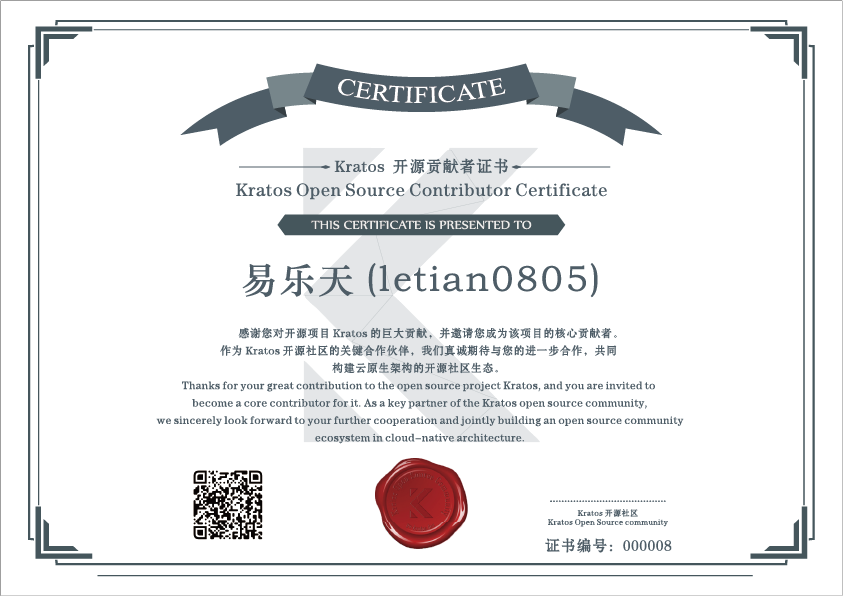 CERTIFICATE
Kratos 开源贡献者证书
Kratos Open Source Contributor Certificate
THIS CERTIFICATE IS PRESENTED TO
易乐天 (letian0805)
感谢您对开源项目 Kratos 的巨大贡献，并邀请您成为该项目的核心贡献者。
作为 Kratos 开源社区的关键合作伙伴，我们真诚期待与您的进一步合作，共同
构建云原生架构的开源社区生态。
Thanks for your great contribution to the open source project Kratos, and you are invited to
become a core contributor for it. As a key partner of the Kratos open source community,
we sincerely look forward to your further cooperation and jointly building an open source community
ecosystem in cloud-native architecture.
K
Kratos 开源社区
Kratos Open Source community
证书编号：000008